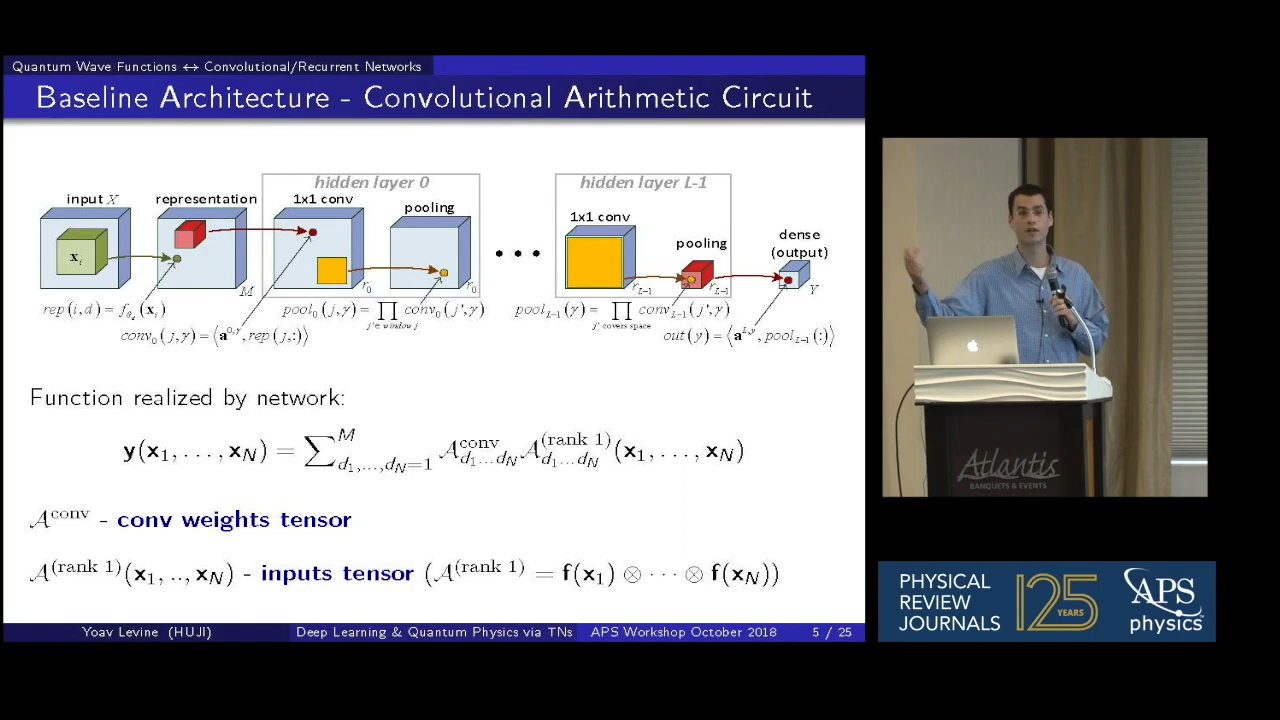 Quantum Wave Functions ↔ Convolutional/Recurrent Networks
Baseline Architecture - Convolutional Arithmetic Circuit
hidden layer 0
hidden layer L-1
input X
representation
1x1 conv
pooling
1x1 conv
pooling
dense
(output)
x_i
M
r_0
r_0
r_{L-1}
r_{L-1}
Y
rep(i,d) = f_{θ_d}(x_i)
pool_0(j,γ) = ∏ conv_0(j',γ)
j'∈window j
pool_{L-1}(γ) = ∏ conv_{L-1}(j',γ)
j' covers space
conv_0(j,γ) = ⟨a^{0,γ}, rep(j,:)⟩
out(y) = ⟨a^{L,y}, pool_{L-1}(:)⟩
Function realized by network:
y(x_1, . . . , x_N) = ∑^M_{d_1,...,d_N=1} A^{conv}_{d_1...d_N} A^{(rank 1)}_{d_1...d_N}(x_1, . . . , x_N)
A^{conv} - conv weights tensor
A^{(rank 1)}(x_1, .., x_N) - inputs tensor (A^{(rank 1)} = f(x_1) ⊗ · · · ⊗ f(x_N))
Yoav Levine (HUJI)
Deep Learning & Quantum Physics via TNs
APS Workshop October 2018
5 / 25
Atlantis
BANQUETS & EVENTS
PHYSICAL
REVIEW
JOURNALS
125
YEARS
APS
physics